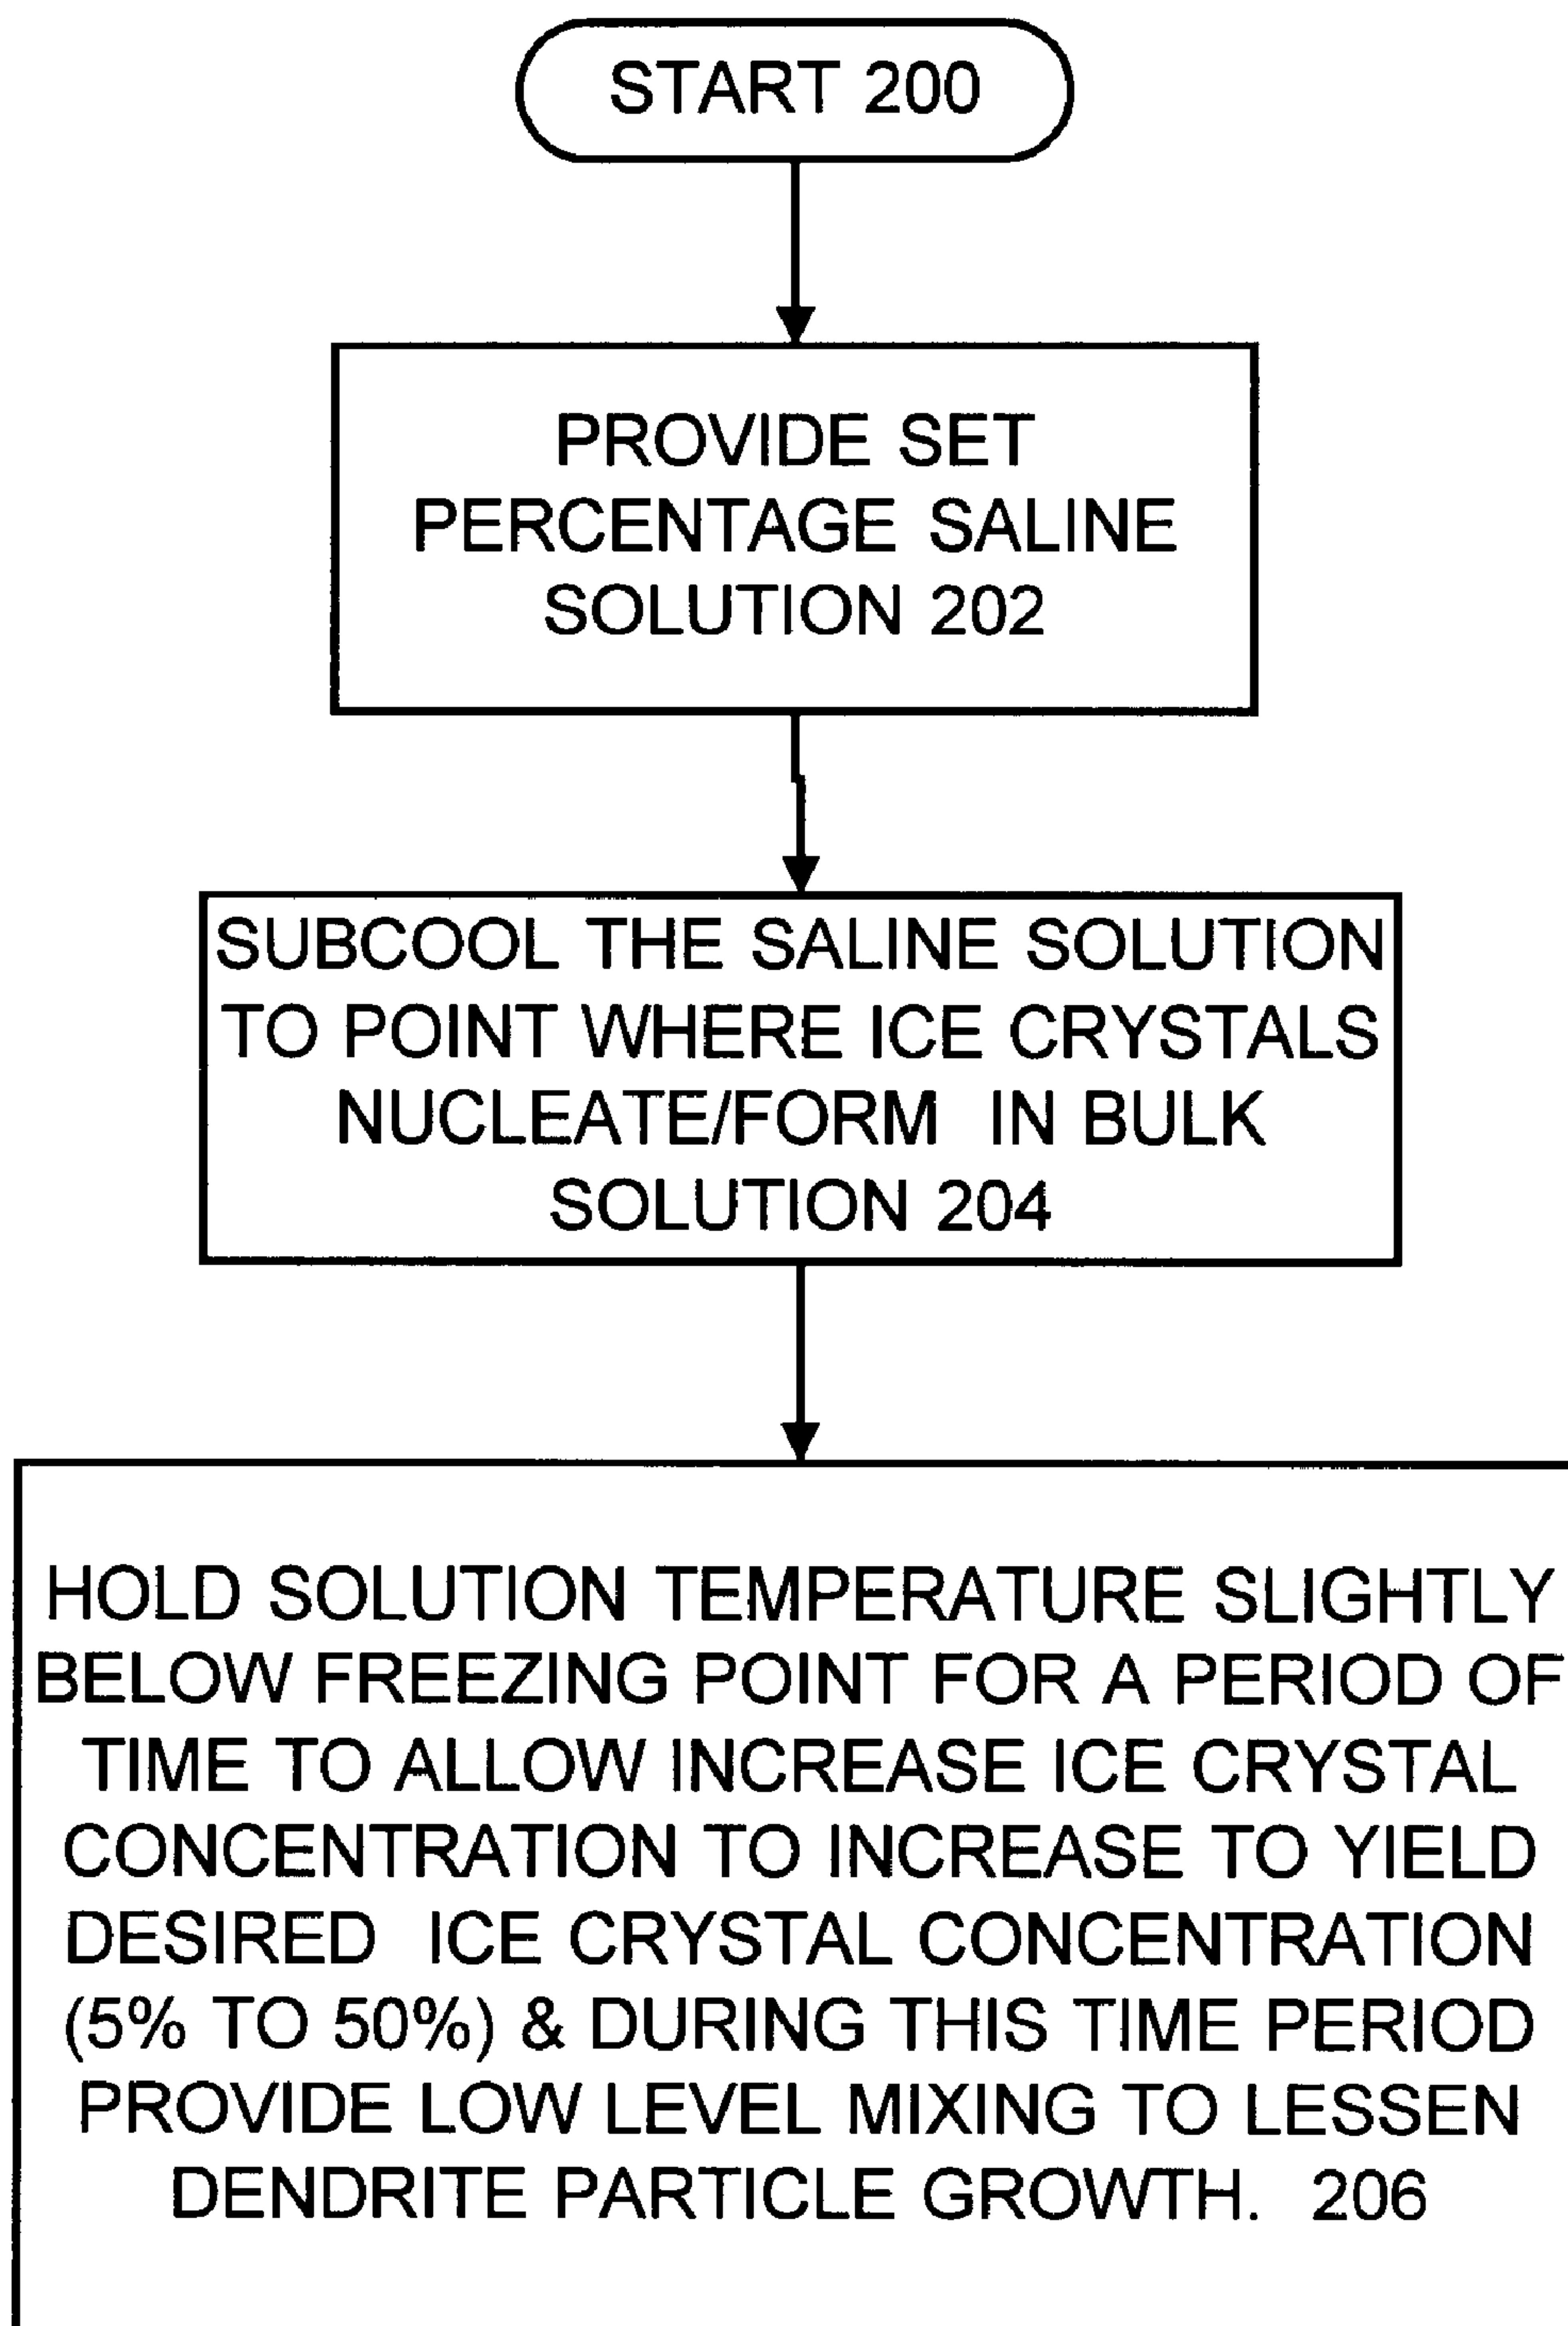 START 200
PROVIDE SET
PERCENTAGE SALINE
SOLUTION 202
SUBCOOL THE SALINE SOLUTION
TO POINT WHERE ICE CRYSTALS
NUCLEATE/FORM IN BULK
SOLUTION 204
HOLD SOLUTION TEMPERATURE SLIGHTLY
BELOW FREEZING POINT FOR A PERIOD OF
TIME TO ALLOW INCREASE ICE CRYSTAL
CONCENTRATION TO INCREASE TO YIELD
DESIRED ICE CRYSTAL CONCENTRATION
(5% TO 50%) & DURING THIS TIME PERIOD
PROVIDE LOW LEVEL MIXING TO LESSEN
DENDRITE PARTICLE GROWTH. 206